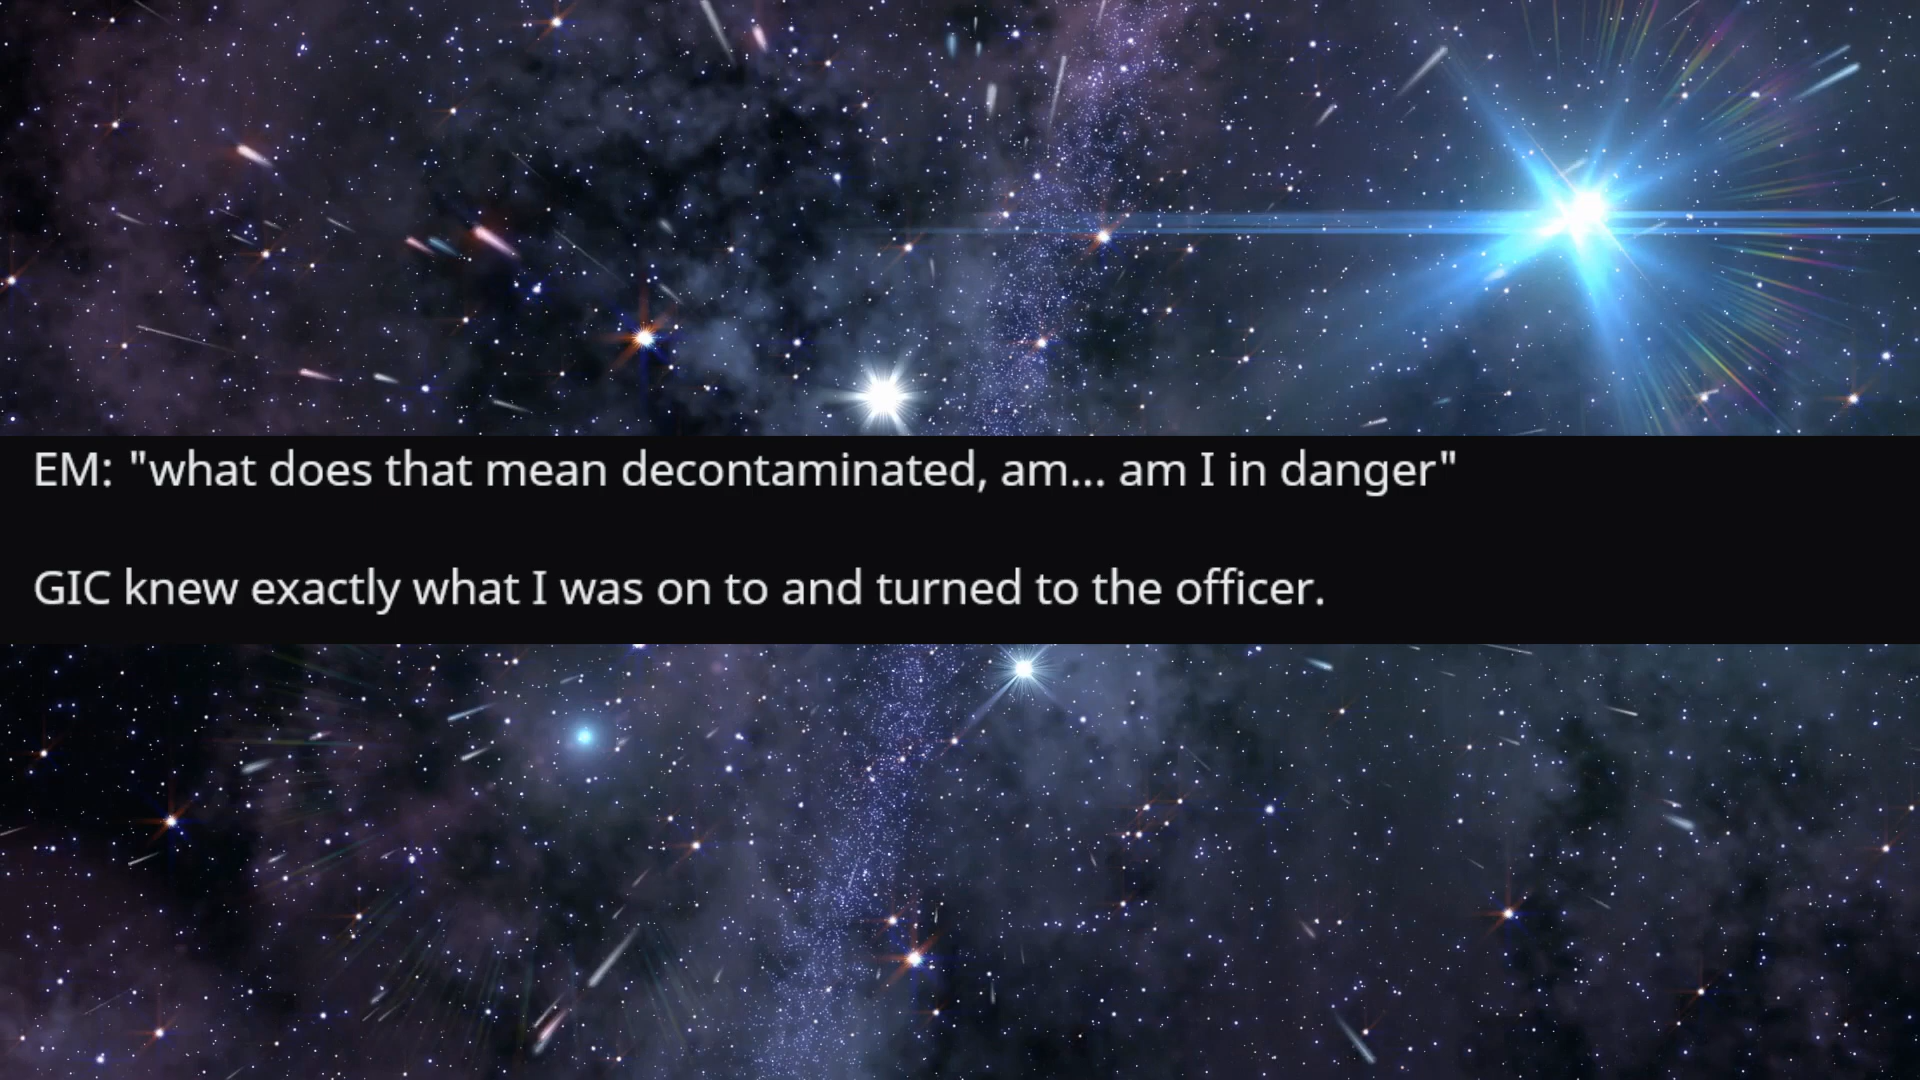 EM: "what does that mean decontaminated, am... am I in danger"
GIC knew exactly what I was on to and turned to the officer.